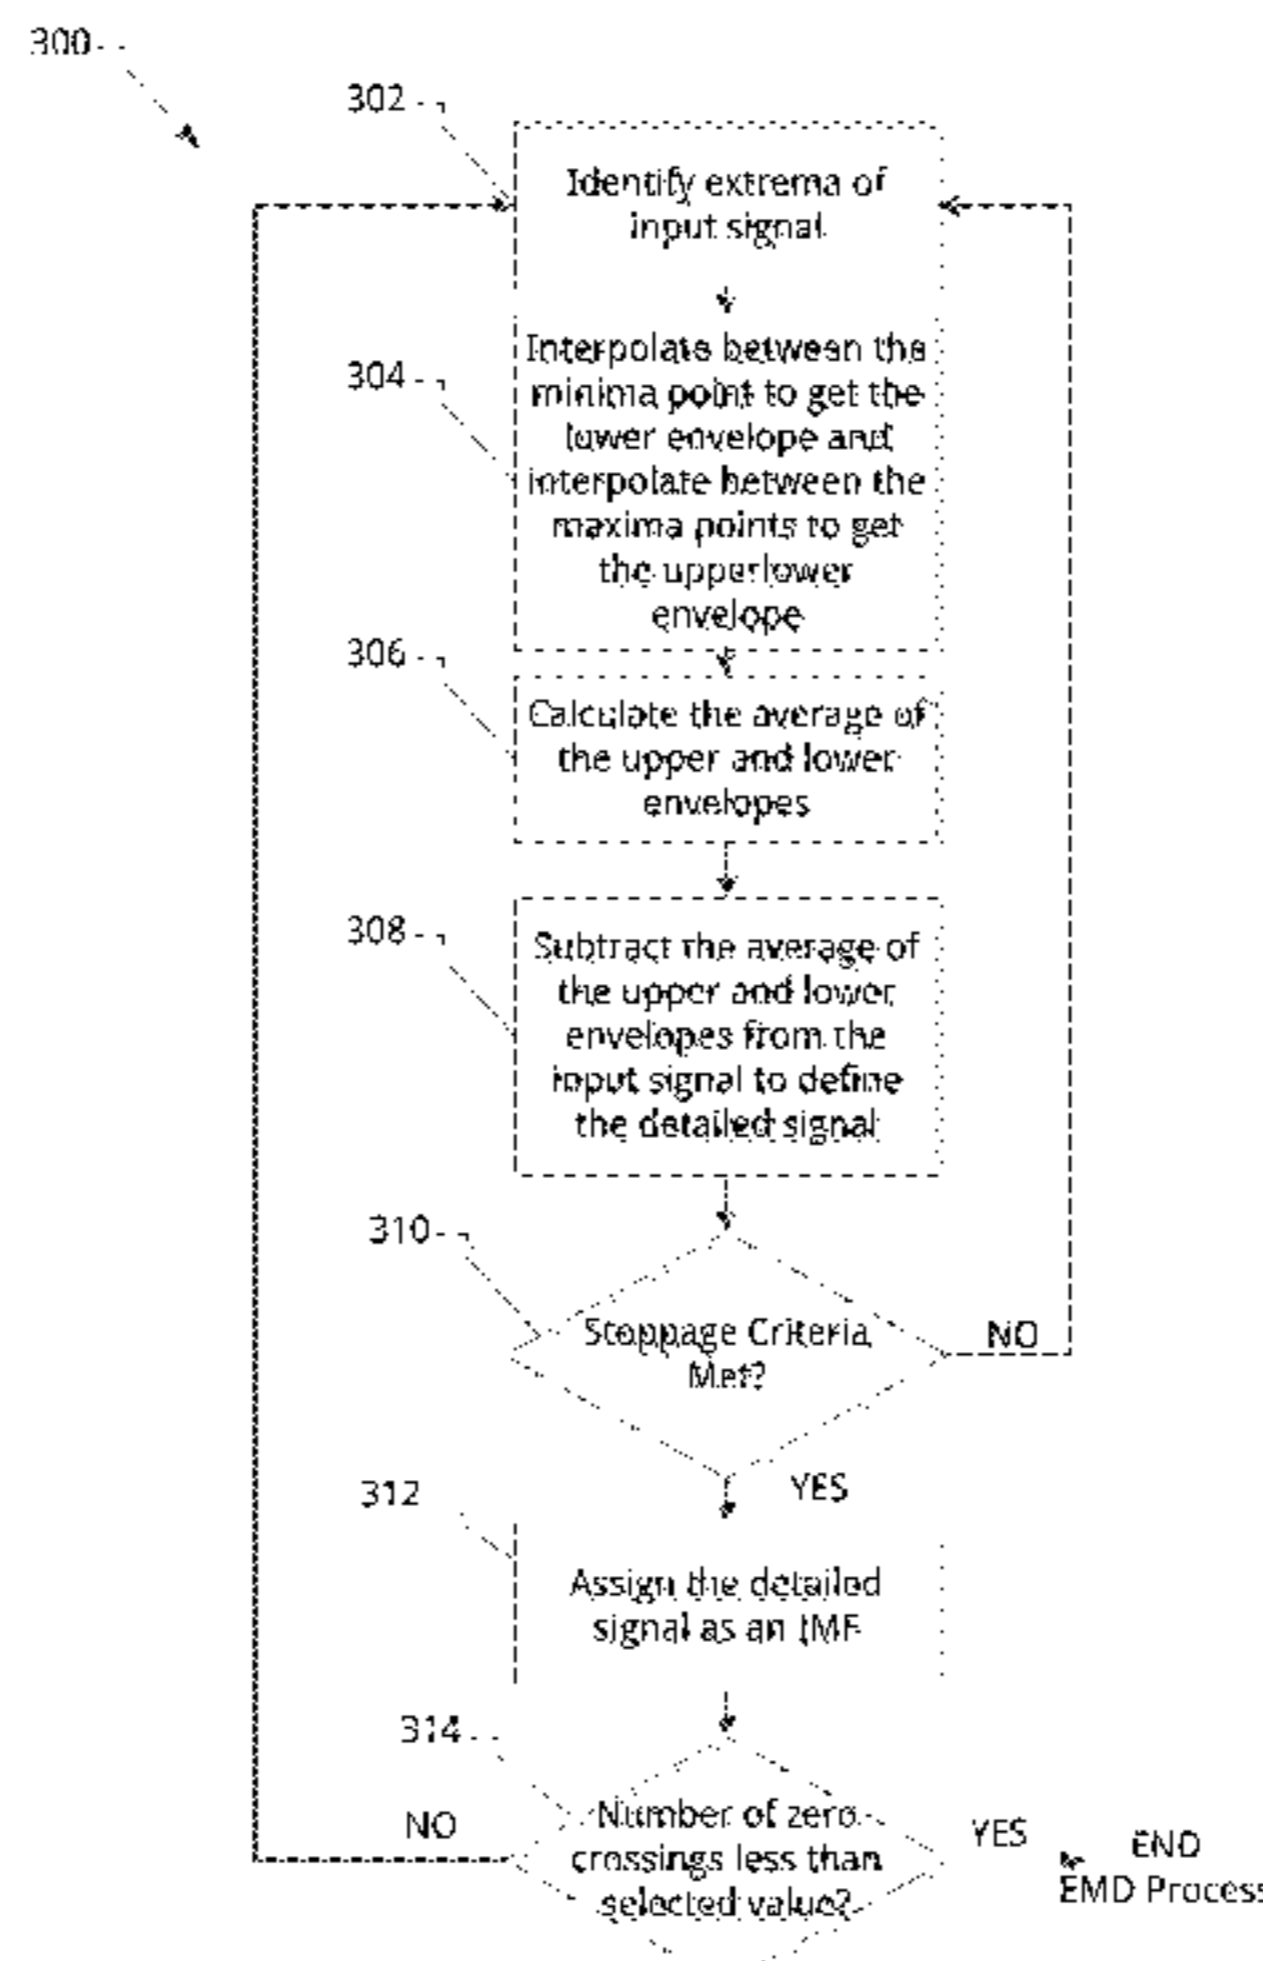 300
302
Identify extrema of
input signal
304
Interpolate between the
minima point to get the
lower envelope and
interpolate between the
maxima points to get
the upperlower
envelope
306
Calculate the average of
the upper and lower
envelopes
308
Subtract the average of
the upper and lower
envelopes from the
input signal to define
the detailed signal
310
Stoppage Criteria
Met?
NO
YES
312
Assign the detailed
signal as an IMF
314
Number of zero
crossings less than
selected value?
NO
YES
END
EMD Process